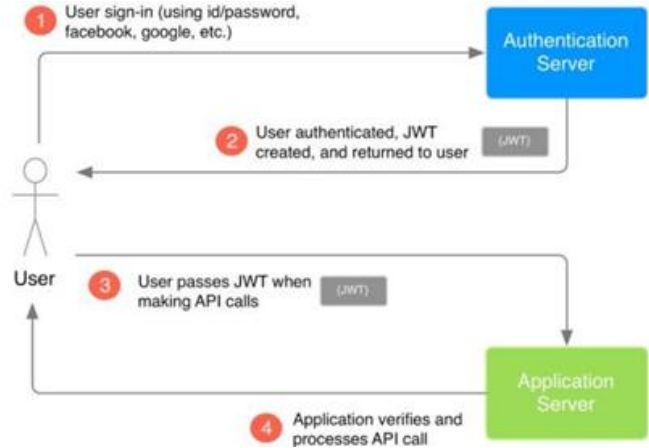 1
User sign-in (using id/password,
facebook, google, etc.)
Authentication
Server
2
User authenticated, JWT
created, and returned to user
{JWT}
User
3
User passes JWT when
making API calls
{JWT}
Application
Server
4
Application verifies and
processes API call